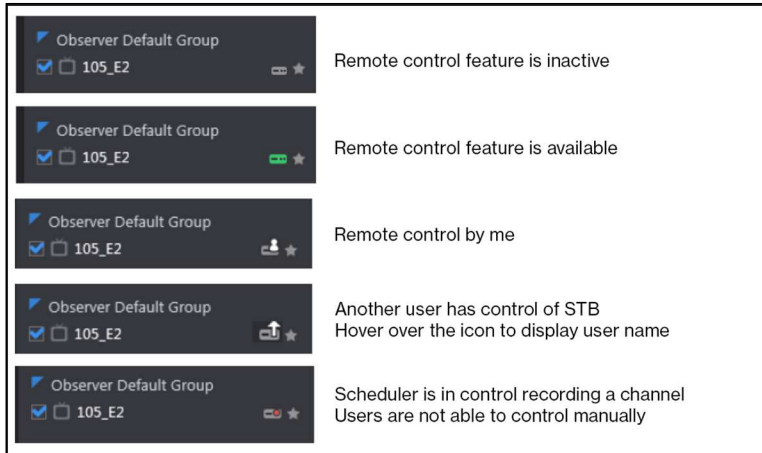 Observer Default Group
105_E2
Remote control feature is inactive
Observer Default Group
105_E2
Remote control feature is available
Observer Default Group
105_E2
Remote control by me
Observer Default Group
105_E2
Another user has control of STB
Hover over the icon to display user name
Observer Default Group
105_E2
Scheduler is in control recording a channel
Users are not able to control manually